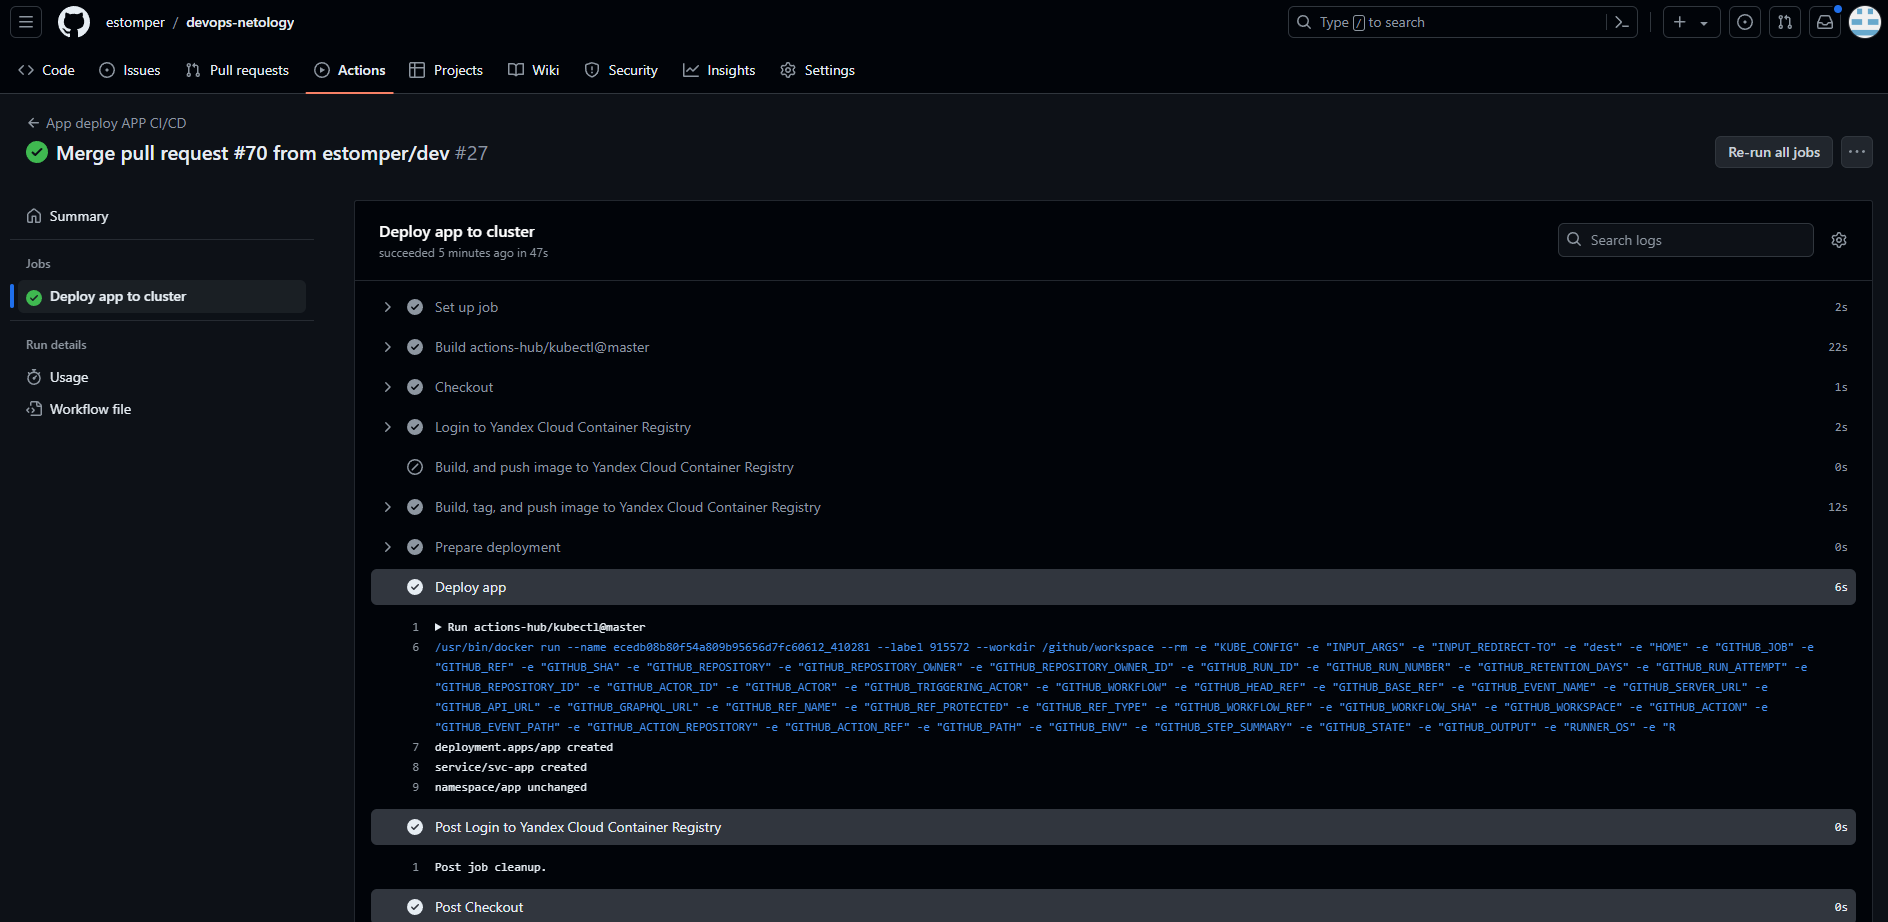 estomper / devops-netology
Type / to search
Code Issues Pull requests Actions Projects Wiki Security Insights Settings
App deploy APP CI/CD
Merge pull request #70 from estomper/dev #27
Re-run all jobs
Summary
Jobs
Deploy app to cluster
Run details
Usage
Workflow file
Deploy app to cluster
succeeded 5 minutes ago in 47s
Search logs
Set up job 2s
Build actions-hub/kubectl@master 22s
Checkout 1s
Login to Yandex Cloud Container Registry 2s
Build, and push image to Yandex Cloud Container Registry 0s
Build, tag, and push image to Yandex Cloud Container Registry 12s
Prepare deployment 0s
Deploy app 6s
1 Run actions-hub/kubectl@master
6 /usr/bin/docker run --name ecedb08b80f54a809b95656d7fc60612_410281 --label 915572 --workdir /github/workspace --rm -e "KUBE_CONFIG" -e "INPUT_ARGS" -e "INPUT_REDIRECT-TO" -e "dest" -e "HOME" -e "GITHUB_JOB" -e
"GITHUB_REF" -e "GITHUB_SHA" -e "GITHUB_REPOSITORY" -e "GITHUB_REPOSITORY_OWNER" -e "GITHUB_REPOSITORY_OWNER_ID" -e "GITHUB_RUN_ID" -e "GITHUB_RUN_NUMBER" -e "GITHUB_RETENTION_DAYS" -e "GITHUB_RUN_ATTEMPT" -e
"GITHUB_REPOSITORY_ID" -e "GITHUB_ACTOR_ID" -e "GITHUB_ACTOR" -e "GITHUB_TRIGGERING_ACTOR" -e "GITHUB_WORKFLOW" -e "GITHUB_HEAD_REF" -e "GITHUB_BASE_REF" -e "GITHUB_EVENT_NAME" -e "GITHUB_SERVER_URL" -e
"GITHUB_API_URL" -e "GITHUB_GRAPHQL_URL" -e "GITHUB_REF_NAME" -e "GITHUB_REF_PROTECTED" -e "GITHUB_REF_TYPE" -e "GITHUB_WORKFLOW_REF" -e "GITHUB_WORKFLOW_SHA" -e "GITHUB_WORKSPACE" -e "GITHUB_ACTION" -e
"GITHUB_EVENT_PATH" -e "GITHUB_ACTION_REPOSITORY" -e "GITHUB_ACTION_REF" -e "GITHUB_PATH" -e "GITHUB_ENV" -e "GITHUB_STEP_SUMMARY" -e "GITHUB_STATE" -e "GITHUB_OUTPUT" -e "RUNNER_OS" -e "R
7 deployment.apps/app created
8 service/svc-app created
9 namespace/app unchanged
Post Login to Yandex Cloud Container Registry 0s
1 Post job cleanup.
Post Checkout 0s